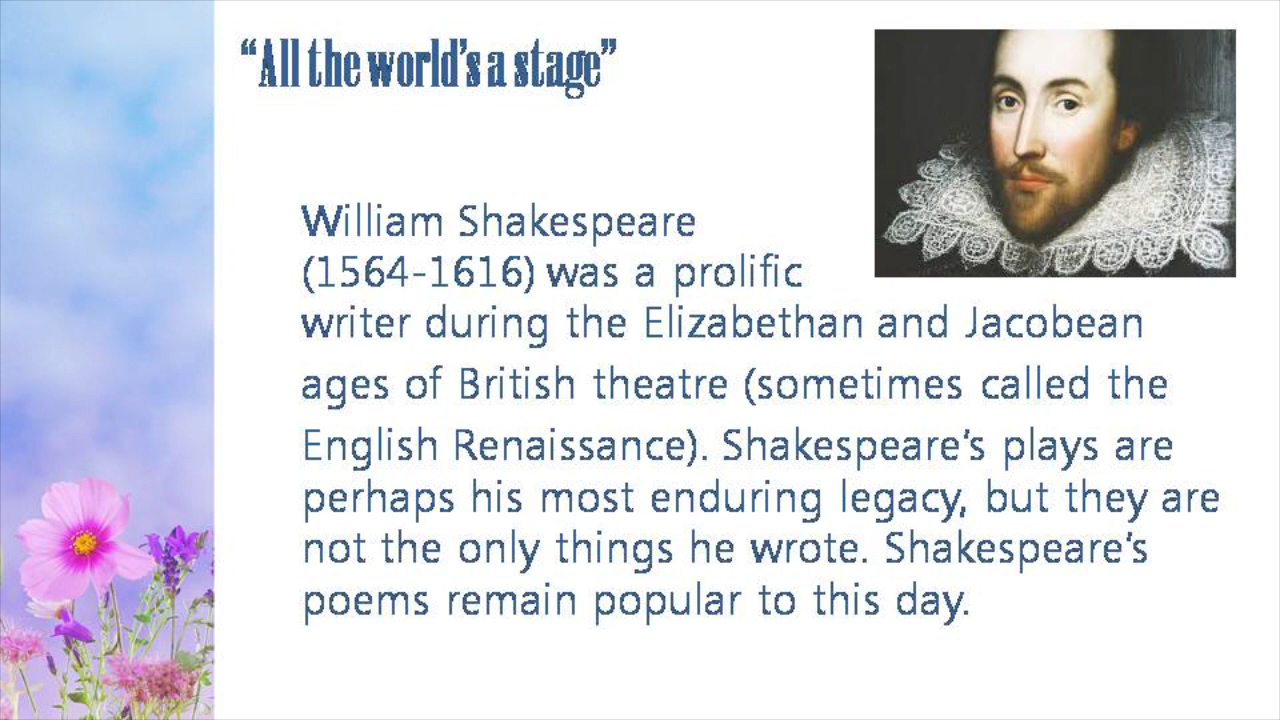 “All the world’s a stage”
William Shakespeare
(1564-1616) was a prolific
writer during the Elizabethan and Jacobean
ages of British theatre (sometimes called the
English Renaissance). Shakespeare’s plays are
perhaps his most enduring legacy, but they are
not the only things he wrote. Shakespeare’s
poems remain popular to this day.